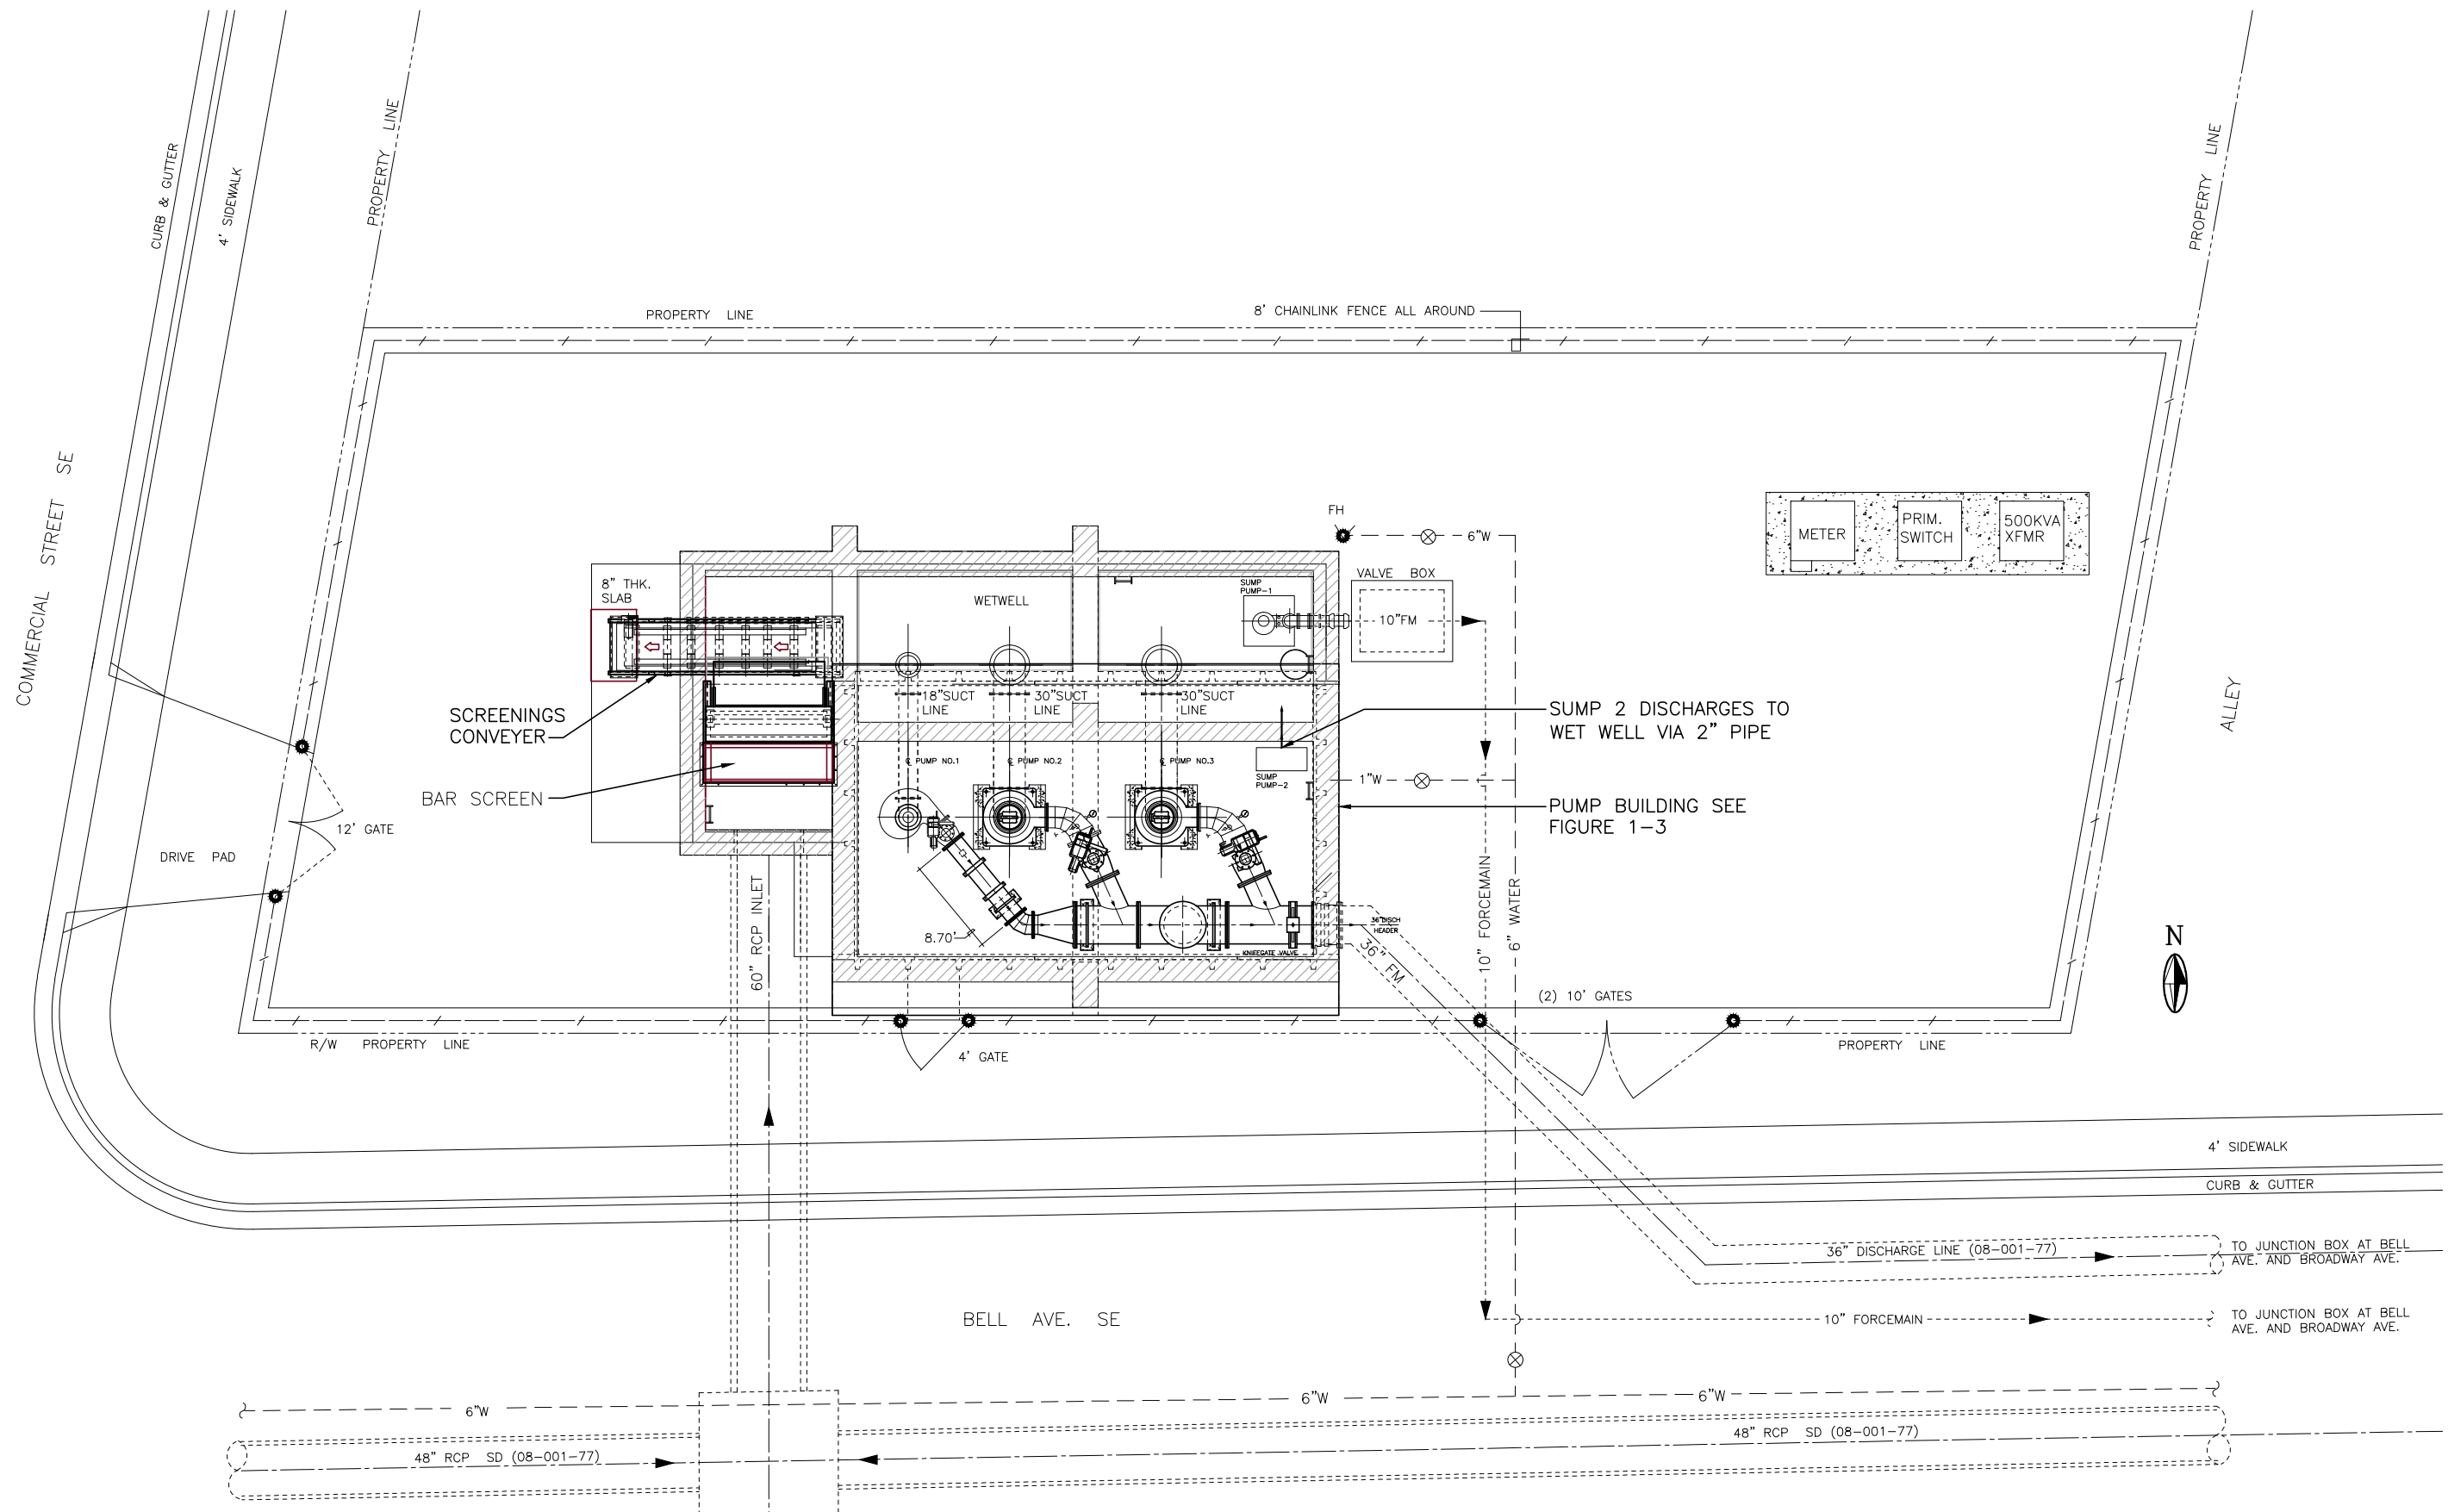 CURB & GUTTER
4' SIDEWALK
PROPERTY LINE
PROPERTY LINE
COMMERCIAL STREET SE
ALLEY
PROPERTY LINE
8' CHAINLINK FENCE ALL AROUND
FH
6"W
METER
PRIM.
SWITCH
500KVA
XFMR
8" THK.
SLAB
WETWELL
SUMP
PUMP-1
VALVE BOX
10"FM
18"SUCT
LINE
30"SUCT
LINE
30"SUCT
LINE
SCREENINGS
CONVEYER
SUMP 2 DISCHARGES TO
WET WELL VIA 2" PIPE
℄ PUMP NO.1
℄ PUMP NO.2
℄ PUMP NO.3
SUMP
PUMP-2
1"W
BAR SCREEN
PUMP BUILDING SEE
FIGURE 1-3
12' GATE
DRIVE PAD
60" RCP INLET
8.70'
36"DISCH
HEADER
KNIFEGATE VALVE
36" FM
10" FORCEMAIN
6" WATER
N
(2) 10' GATES
R/W PROPERTY LINE
4' GATE
PROPERTY LINE
4' SIDEWALK
CURB & GUTTER
36" DISCHARGE LINE (08-001-77)
TO JUNCTION BOX AT BELL
AVE. AND BROADWAY AVE.
BELL AVE. SE
10" FORCEMAIN
TO JUNCTION BOX AT BELL
AVE. AND BROADWAY AVE.
6"W
6"W
6"W
48" RCP SD (08-001-77)
48" RCP SD (08-001-77)